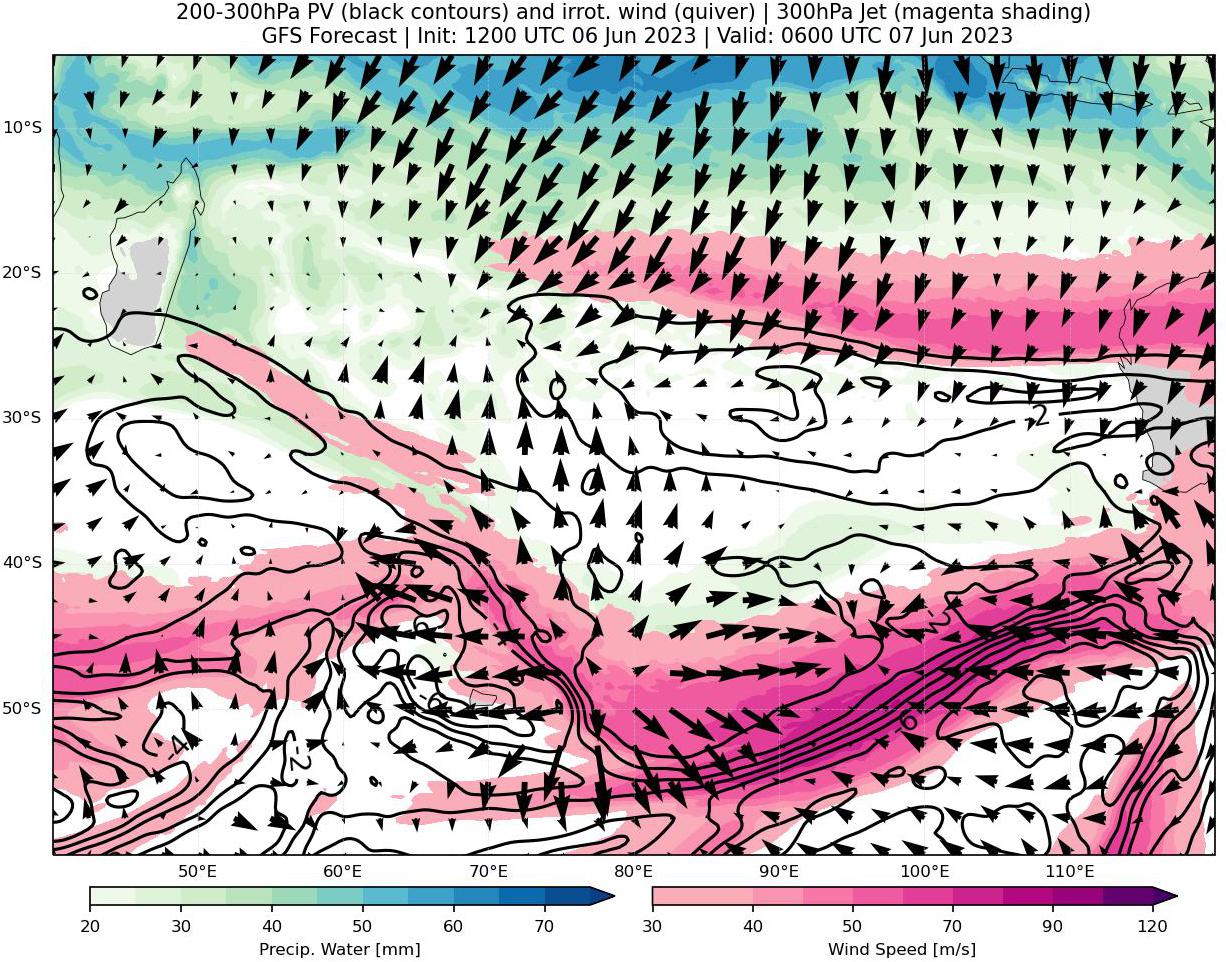 200-300hPa PV (black contours) and irrot. wind (quiver) | 300hPa Jet (magenta shading)
GFS Forecast | Init: 1200 UTC 06 Jun 2023 | Valid: 0600 UTC 07 Jun 2023
10°S
20°S
30°S
-2
40°S
50°S
-6
-4
-2
50°E 60°E 70°E 80°E 90°E 100°E 110°E
20 30 40 50 60 70
30 40 50 70 90 120
Precip. Water [mm]
Wind Speed [m/s]